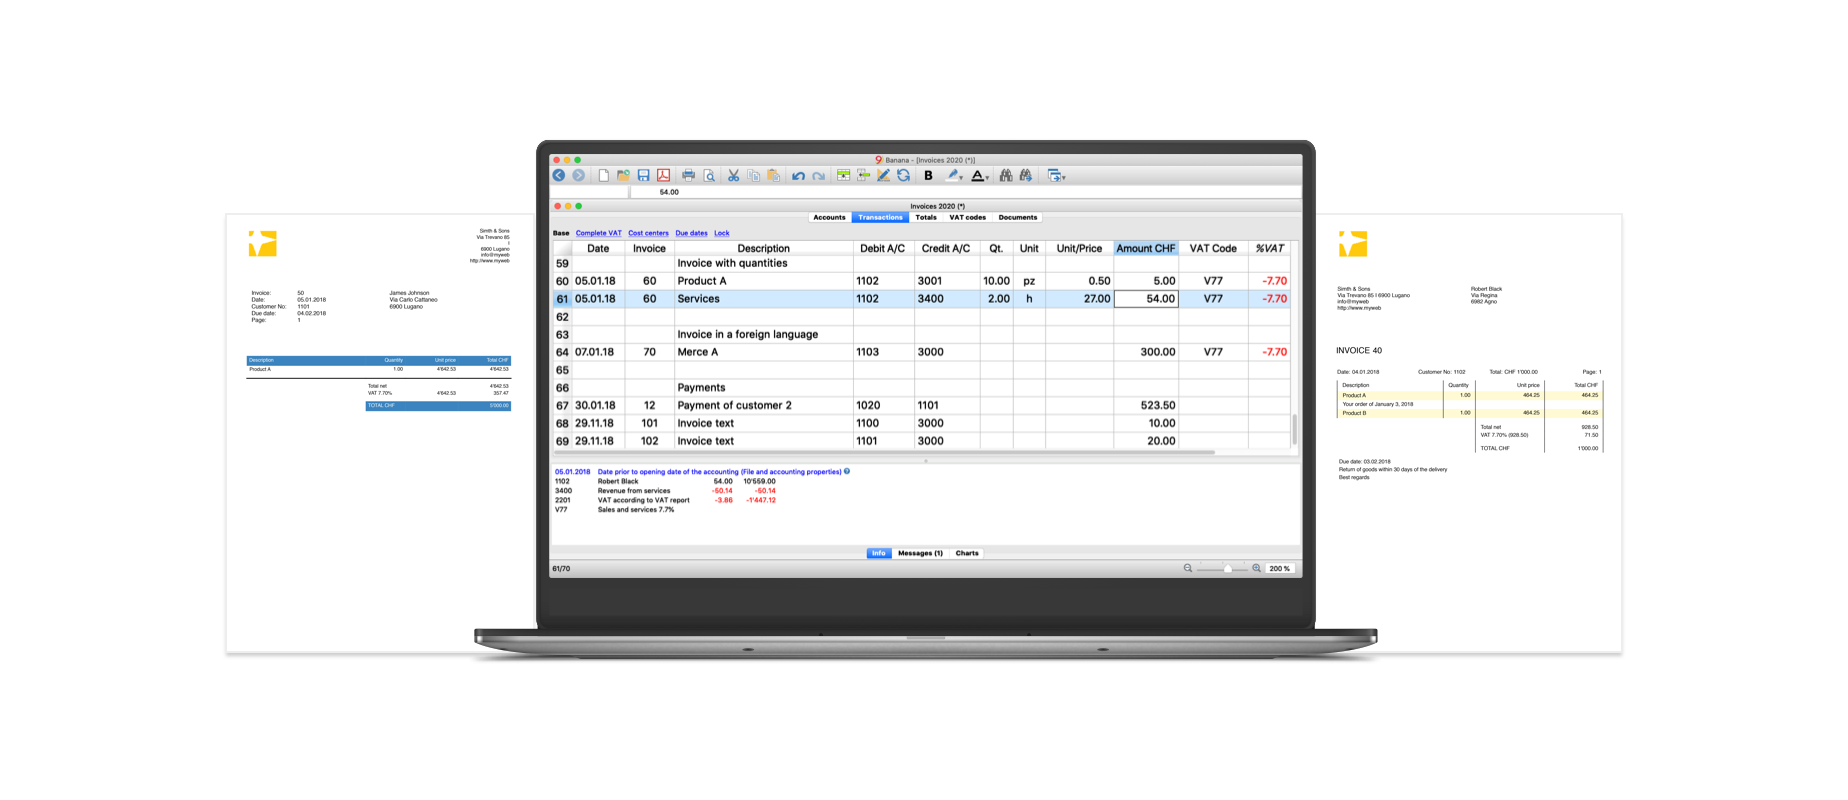 Simth & Sons
Via Trevano 85
I
6900 Lugano
info@myweb
http://www.myweb
Invoice: 50 James Johnson
Date: 05.01.2018 Via Carlo Cattaneo
Customer No: 1101 6900 Lugano
Due date: 04.02.2018
Page: 1
Description Quantity Unit price Total CHF
Product A 1.00 4'642.53 4'642.53
Total net 4'642.53
VAT 7.70% 4'642.53 357.47
TOTAL CHF 5'000.00
Banana - [Invoices 2020 (*)]
B A
54.00
Invoices 2020 (*)
Accounts Transactions Totals VAT codes Documents
Base Complete VAT Cost centers Due dates Lock
Date Invoice Description Debit A/C Credit A/C Qt. Unit Unit/Price Amount CHF VAT Code %VAT
59 Invoice with quantities
60 05.01.18 60 Product A 1102 3001 10.00 pz 0.50 5.00 V77 -7.70
61 05.01.18 60 Services 1102 3400 2.00 h 27.00 54.00 V77 -7.70
62
63 Invoice in a foreign language
64 07.01.18 70 Merce A 1103 3000 300.00 V77 -7.70
65
66 Payments
67 30.01.18 12 Payment of customer 2 1020 1101 523.50
68 29.11.18 101 Invoice text 1100 3000 10.00
69 29.11.18 102 Invoice text 1101 3000 20.00
05.01.2018 Date prior to opening date of the accounting (File and accounting properties)
1102 Robert Black 54.00 10'559.00
3400 Revenue from services -50.14 -50.14
2201 VAT according to VAT report -3.86 -1'447.12
V77 Sales and services 7.7%
Info Messages (1) Charts
61/70 200 %
Simth & Sons Robert Black
Via Trevano 85 I 6900 Lugano Via Regina
info@myweb 6982 Agno
http://www.myweb
INVOICE 40
Date: 04.01.2018 Customer No: 1102 Total: CHF 1'000.00 Page: 1
Description Quantity Unit price Total CHF
Product A 1.00 464.25 464.25
Your order of January 3, 2018
Product B 1.00 464.25 464.25
Total net 928.50
VAT 7.70% (928.50) 71.50
TOTAL CHF 1'000.00
Due date: 03.02.2018
Return of goods within 30 days of the delivery
Best regards